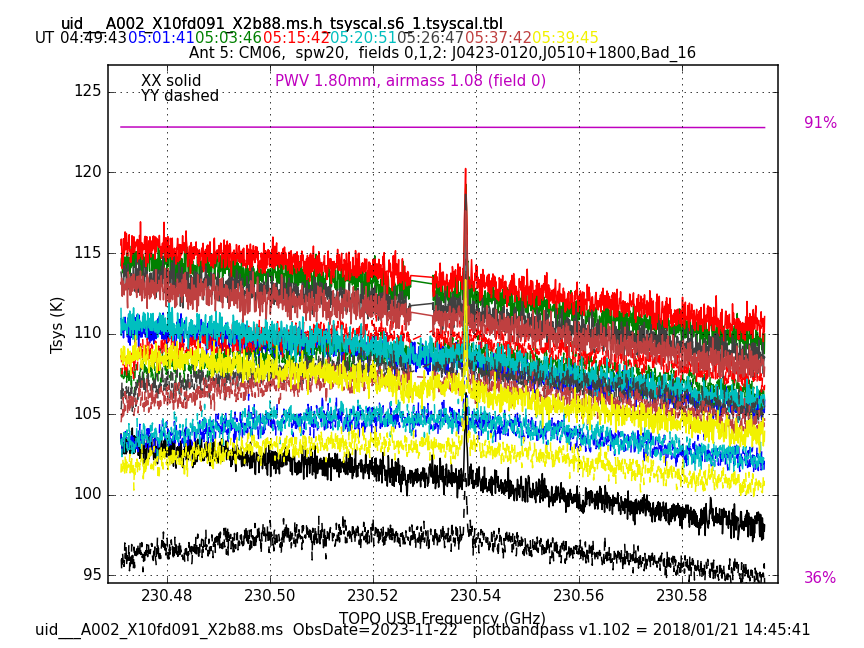 uid___A002_X10fd091_X2b88.ms.h_tsyscal.s6_1.tsyscal.tbl
UT 04:49:43 05:01:41 05:03:46 05:15:42 05:20:51 05:26:47 05:37:42 05:39:45
Ant 5: CM06,  spw20,  fields 0,1,2: J0423-0120,J0510+1800,Bad_16
XX solid
PWV 1.80mm, airmass 1.08 (field 0)
YY dashed
91%
36%
Tsys (K)
125
120
115
110
105
100
95
230.48 230.50 230.52 230.54 230.56 230.58
TOPO USB Frequency (GHz)
uid___A002_X10fd091_X2b88.ms  ObsDate=2023-11-22  plotbandpass v1.102 = 2018/01/21 14:45:41